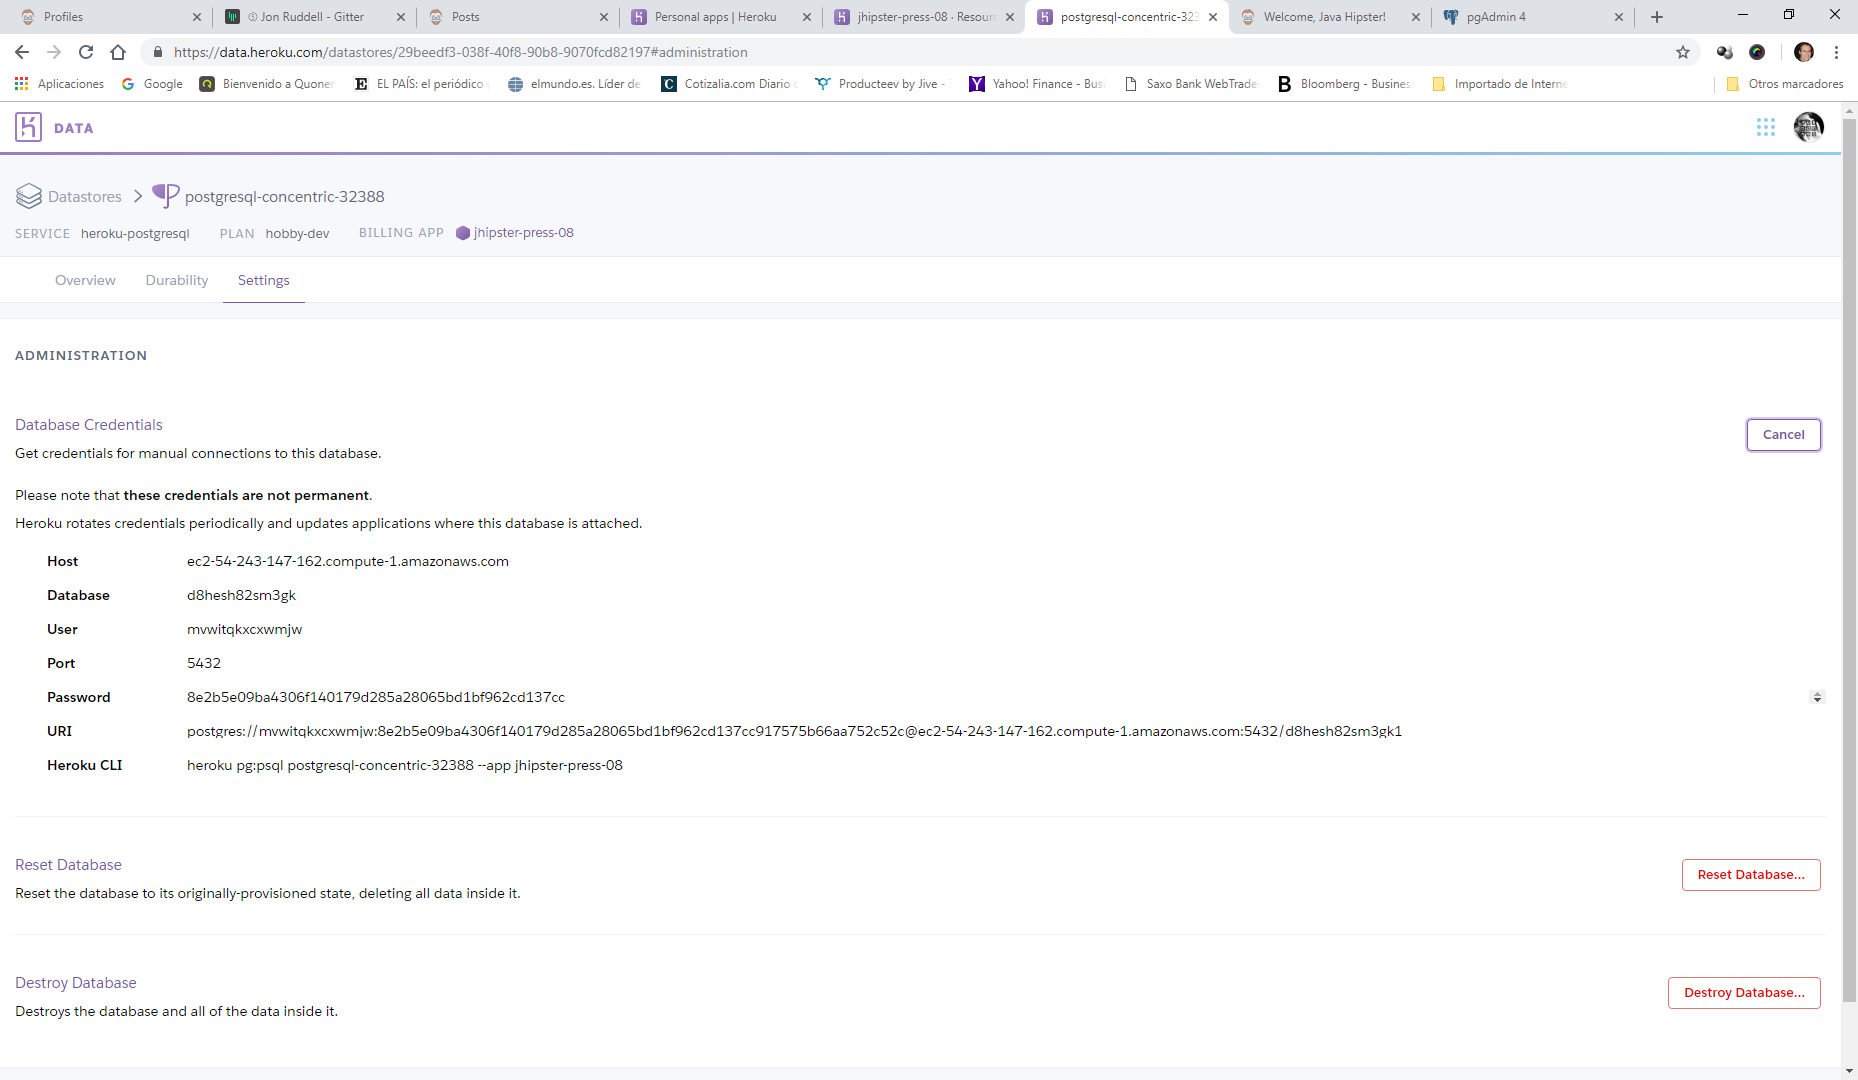 Profiles
① Jon Ruddell - Gitter
Posts
Personal apps | Heroku
jhipster-press-08 · Resour
postgresql-concentric-323
Welcome, Java Hipster!
pgAdmin 4
https://data.heroku.com/datastores/29beedf3-038f-40f8-90b8-9070fcd82197#administration
Aplicaciones
Google
Bienvenido a Quoner
EL PAÍS: el periódico
elmundo.es. Líder de
Cotizalia.com Diario
Producteev by Jive -
Yahoo! Finance - Bus
Saxo Bank WebTrade
Bloomberg - Business
Importado de Interne
Otros marcadores
DATA
Datastores
postgresql-concentric-32388
SERVICE heroku-postgresql PLAN hobby-dev BILLING APP jhipster-press-08
Overview Durability Settings
ADMINISTRATION
Database Credentials
Cancel
Get credentials for manual connections to this database.
Please note that these credentials are not permanent.
Heroku rotates credentials periodically and updates applications where this database is attached.
Host ec2-54-243-147-162.compute-1.amazonaws.com
Database d8hesh82sm3gk
User mvwitqkxcxwmjw
Port 5432
Password 8e2b5e09ba4306f140179d285a28065bd1bf962cd137cc
URI postgres://mvwitqkxcxwmjw:8e2b5e09ba4306f140179d285a28065bd1bf962cd137cc917575b66aa752c52c@ec2-54-243-147-162.compute-1.amazonaws.com:5432/d8hesh82sm3gk1
Heroku CLI heroku pg:psql postgresql-concentric-32388 --app jhipster-press-08
Reset Database
Reset Database...
Reset the database to its originally-provisioned state, deleting all data inside it.
Destroy Database
Destroy Database...
Destroys the database and all of the data inside it.